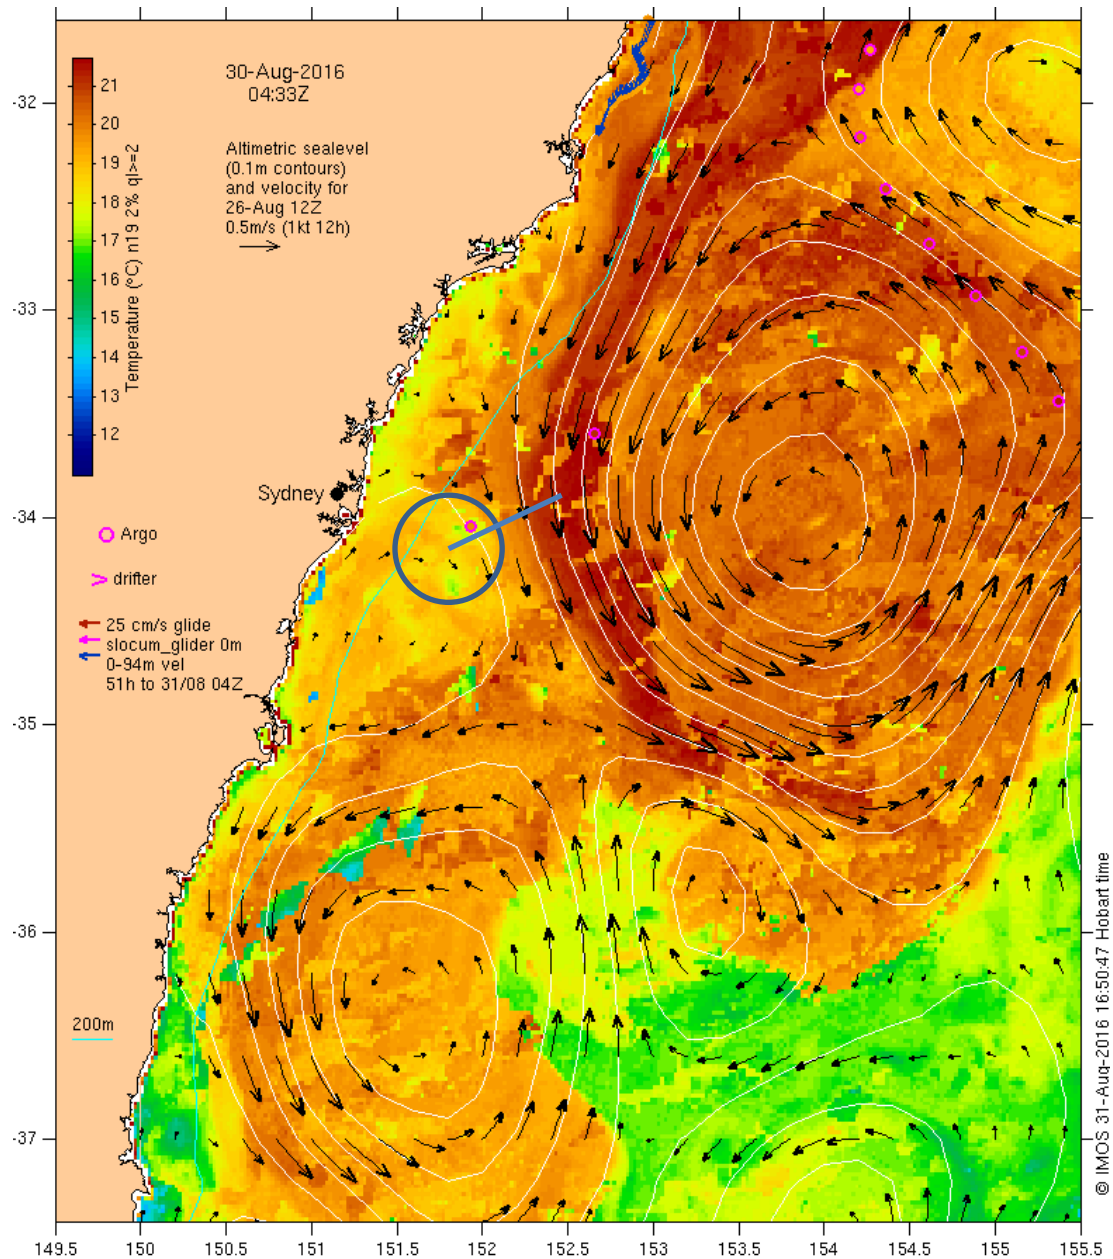 30-Aug-2016
04:33Z
Altimetric sealevel
(0.1m contours)
and velocity for
26-Aug 12Z
0.5m/s (1kt 12h)
21
20
19
18
17
16
15
14
13
12
Temperature (°C) n19 2% ql>=2
-32
-33
-34
-35
-36
-37
Sydney
Argo
drifter
25 cm/s glide
slocum_glider 0m
0-94m vel
51h to 31/08 04Z
200m
149.5 150 150.5 151 151.5 152 152.5 153 153.5 154 154.5 155 155.5
© IMOS 31-Aug-2016 16:50:47 Hobart time